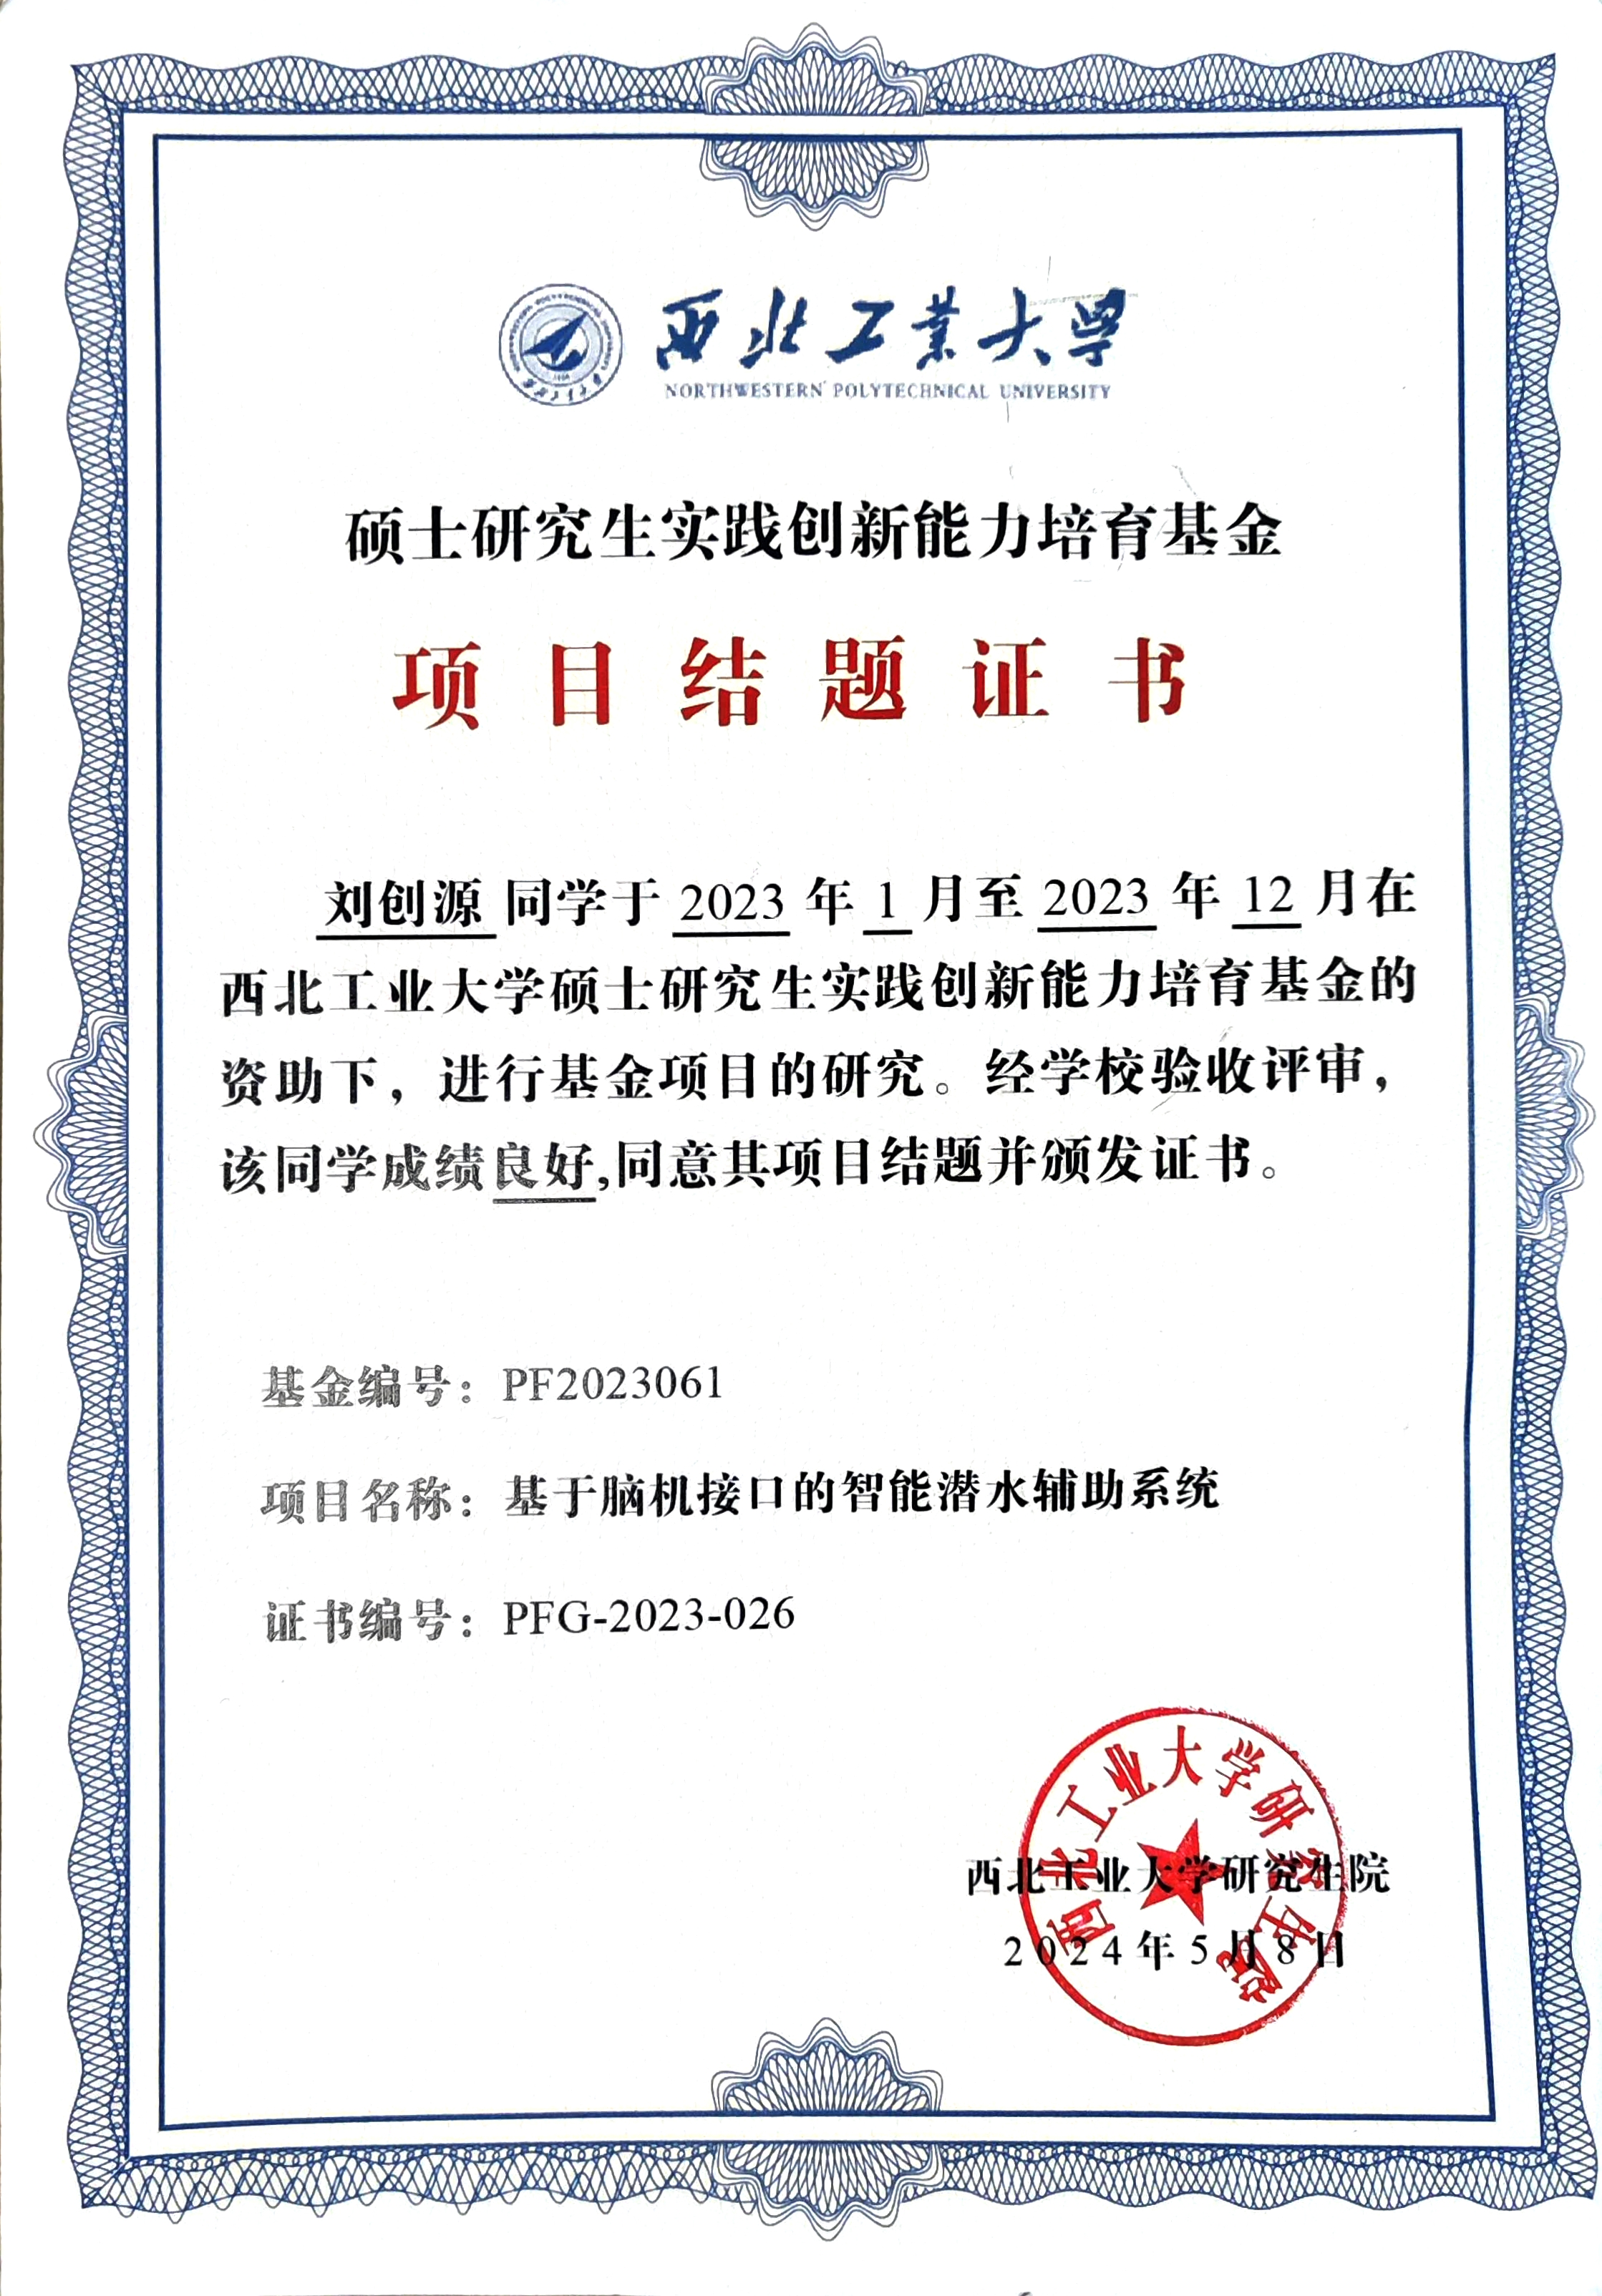 西北工业大学
NORTHWESTERN POLYTECHNICAL UNIVERSITY
硕士研究生实践创新能力培育基金
项目结题证书
刘创源 同学于 2023 年 1 月至 2023 年 12 月在
西北工业大学硕士研究生实践创新能力培育基金的
资助下，进行基金项目的研究。经学校验收评审，
该同学成绩良好,同意其项目结题并颁发证书。
基金编号：PF2023061
项目名称：基于脑机接口的智能潜水辅助系统
证书编号：PFG-2023-026
西北工业大学研究生院
西北工业大学研究生院
2024年5月8日